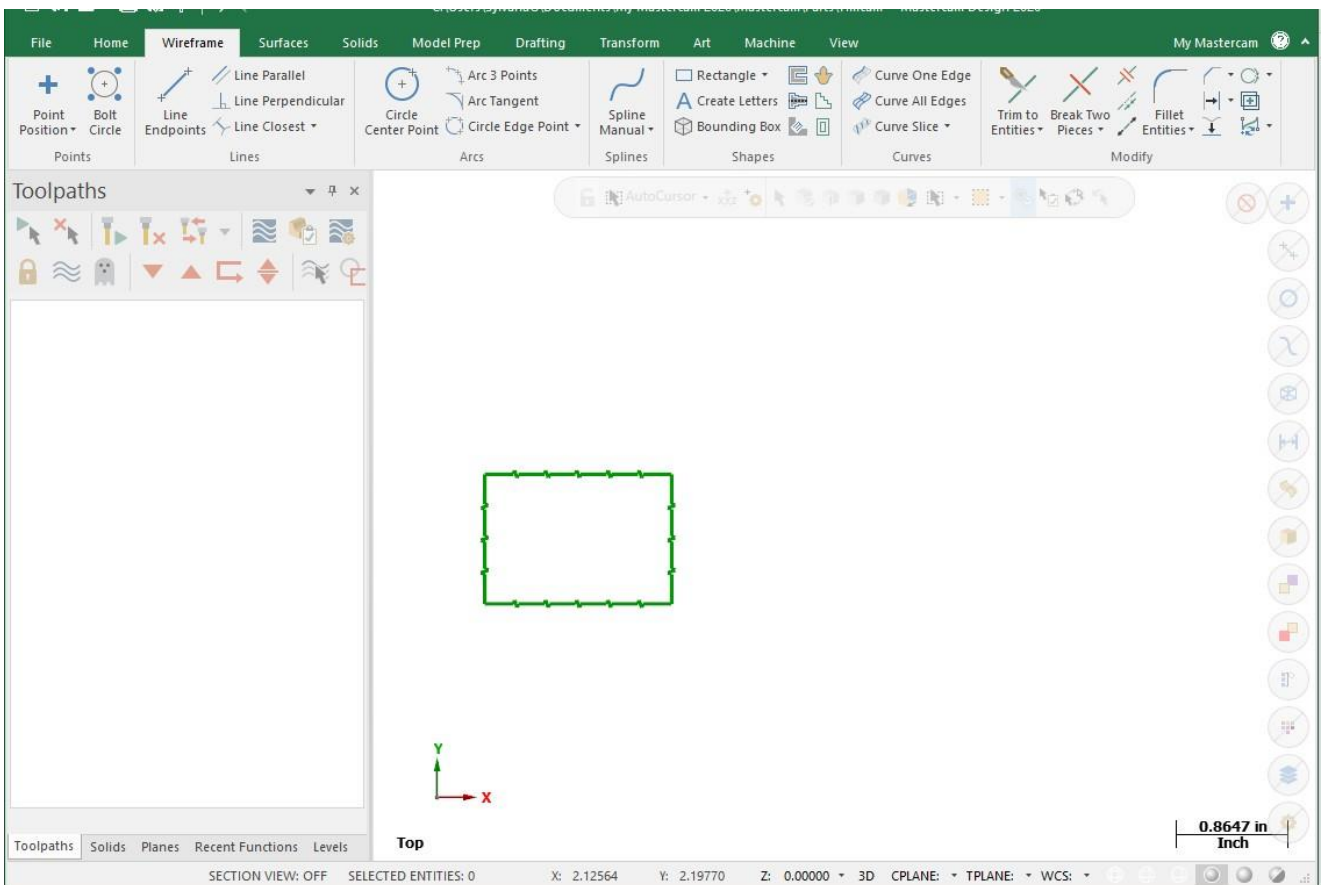 File Home Wireframe Surfaces Solids Model Prep Drafting Transform Art Machine View My Mastercam
Line Parallel Arc 3 Points Rectangle Curve One Edge
Line Perpendicular Arc Tangent Create Letters Curve All Edges
Point Position Bolt Circle Line Endpoints Line Closest Circle Center Point Circle Edge Point Spline Manual Bounding Box Curve Slice Trim to Entities Break Two Pieces Fillet Entities
Points Lines Arcs Splines Shapes Curves Modify
Toolpaths
AutoCursor
Y
X
0.8647 in
Inch
Top
Toolpaths Solids Planes Recent Functions Levels
SECTION VIEW: OFF SELECTED ENTITIES: 0 X: 2.12564 Y: 2.19770 Z: 0.00000 3D CPLANE: TPLANE: WCS: